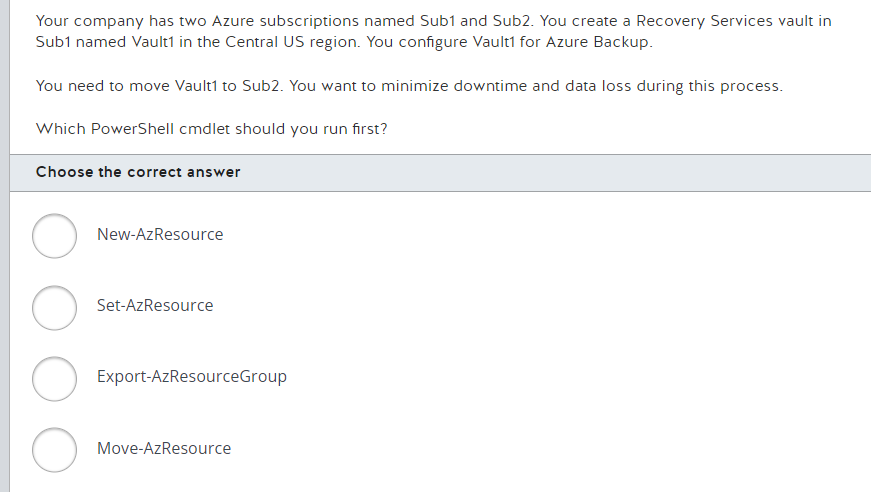 Your company has two Azure subscriptions named Sub1 and Sub2. You create a Recovery Services vault in
Sub1 named Vault1 in the Central US region. You configure Vault1 for Azure Backup.
You need to move Vault1 to Sub2. You want to minimize downtime and data loss during this process.
Which PowerShell cmdlet should you run first?
Choose the correct answer
New-AzResource
Set-AzResource
Export-AzResourceGroup
Move-AzResource